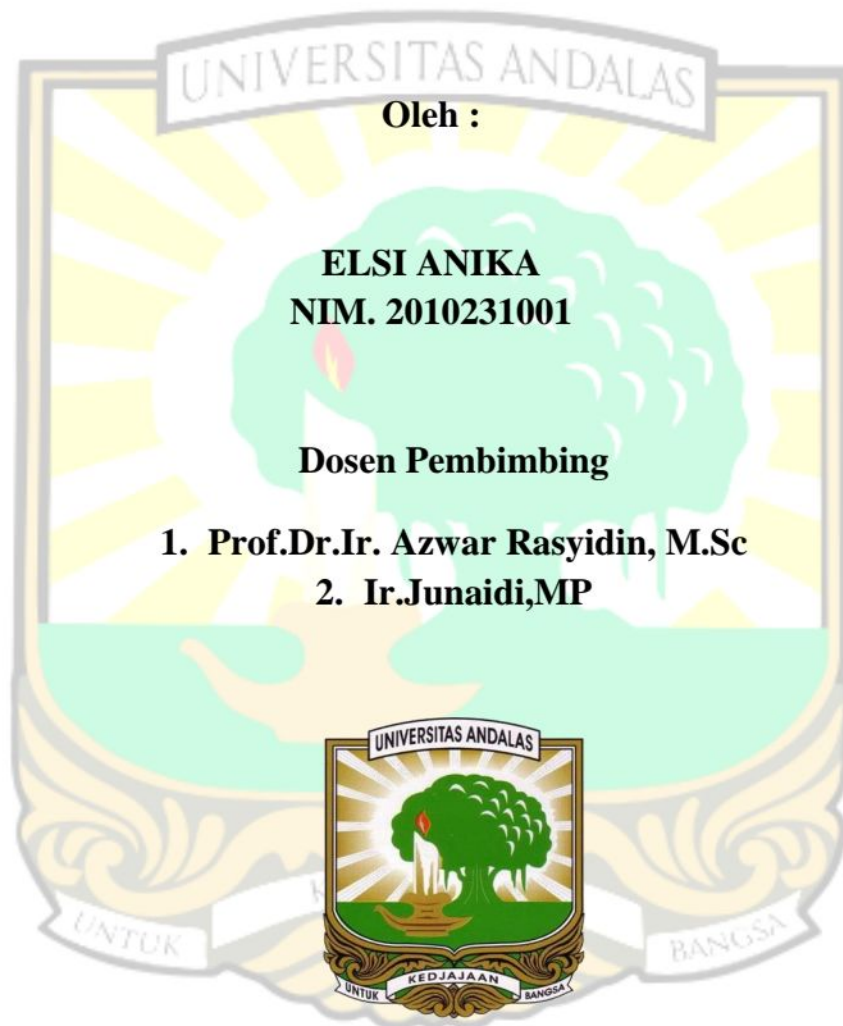 UNIVERSITAS ANDALAS
Oleh :
ELSI ANIKA
NIM. 2010231001
Dosen Pembimbing
1. Prof.Dr.Ir. Azwar Rasyidin, M.Sc
2. Ir.Junaidi,MP
UNIVERSITAS ANDALAS
UNTUK KEDJAJAAN BANGSA
UNTUK K BANGSA